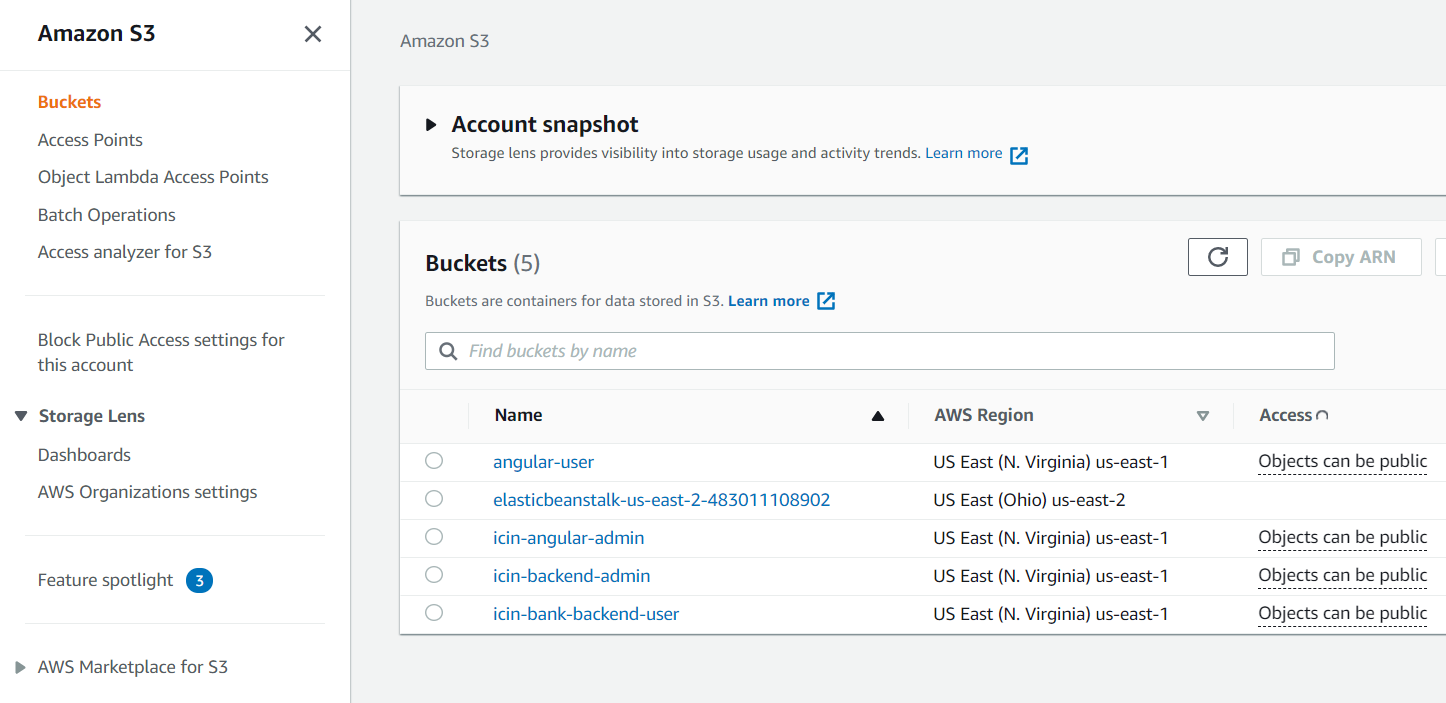 Amazon S3
Buckets
Access Points
Object Lambda Access Points
Batch Operations
Access analyzer for S3
Block Public Access settings for
this account
Storage Lens
Dashboards
AWS Organizations settings
Feature spotlight 3
AWS Marketplace for S3
Amazon S3
Account snapshot
Storage lens provides visibility into storage usage and activity trends. Learn more
Buckets (5)
Copy ARN
Buckets are containers for data stored in S3. Learn more
Find buckets by name
Name AWS Region Access
angular-user US East (N. Virginia) us-east-1 Objects can be public
elasticbeanstalk-us-east-2-483011108902 US East (Ohio) us-east-2
icin-angular-admin US East (N. Virginia) us-east-1 Objects can be public
icin-backend-admin US East (N. Virginia) us-east-1 Objects can be public
icin-bank-backend-user US East (N. Virginia) us-east-1 Objects can be public